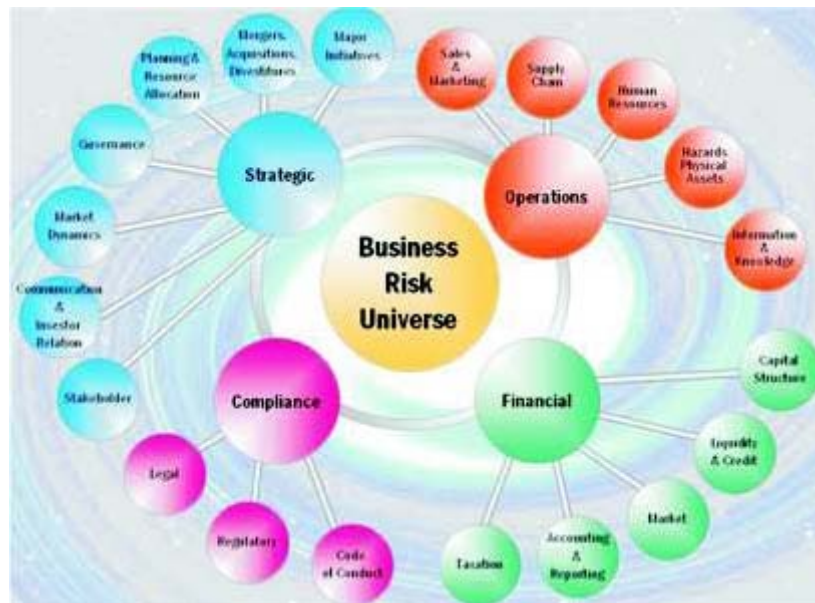 Mergers,
Acquisitions,
Divestitures
Major
Initiatives
Planning &
Resource
Allocation
Governance
Market
Dynamics
Communication
&
Investor
Relation
Stakeholder
Strategic
Sales
&
Marketing
Supply
Chain
Human
Resources
Hazards
Physical
Assets
Information
&
Knowledge
Operations
Business
Risk
Universe
Compliance
Legal
Regulatory
Code
of Conduct
Financial
Capital
Structure
Liquidity
& Credit
Market
Accounting
&
Reporting
Taxation